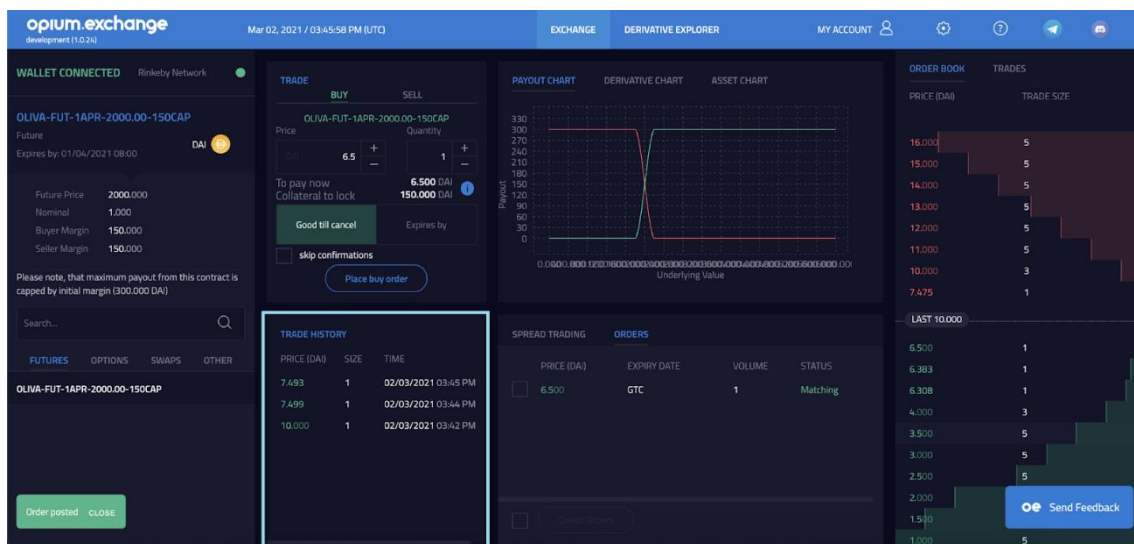 opium.exchange
development (1.0.24)
Mar 02, 2021 / 03:45:58 PM (UTC)
EXCHANGE
DERIVATIVE EXPLORER
MY ACCOUNT
WALLET CONNECTED Rinkeby Network
OLIVA-FUT-1APR-2000.00-150CAP
Future
Expires by: 01/04/2021 08:00
DAI
Future Price 2000.000
Nominal 1.000
Buyer Margin 150.000
Seller Margin 150.000
Please note, that maximum payout from this contract is
capped by initial margin (300.000 DAI)
Search...
FUTURES OPTIONS SWAPS OTHER
OLIVA-FUT-1APR-2000.00-150CAP
Order posted CLOSE
TRADE
BUY SELL
OLIVA-FUT-1APR-2000.00-150CAP
Price Quantity
DAI 6.5 + − 1 + −
To pay now 6.500 DAI
Collateral to lock 150.000 DAI
Good till cancel Expires by
skip confirmations
Place buy order
TRADE HISTORY
PRICE (DAI) SIZE TIME
7.493 1 02/03/2021 03:45 PM
7.499 1 02/03/2021 03:44 PM
10.000 1 02/03/2021 03:42 PM
PAYOUT CHART DERIVATIVE CHART ASSET CHART
Payout
330
300
270
240
210
180
150
120
90
60
30
0
Underlying Value
SPREAD TRADING ORDERS
PRICE (DAI) EXPIRY DATE VOLUME STATUS
6.500 GTC 1 Matching
Cancel Orders
ORDER BOOK TRADES
PRICE (DAI) TRADE SIZE
16.000 5
15.000 5
14.000 5
13.000 5
12.000 5
11.000 5
10.000 3
7.475 1
LAST 10.000
6.500 1
6.383 1
6.308 1
4.000 3
3.500 5
3.000 5
2.500 5
2.000
1.500
1.000 5
oe Send Feedback